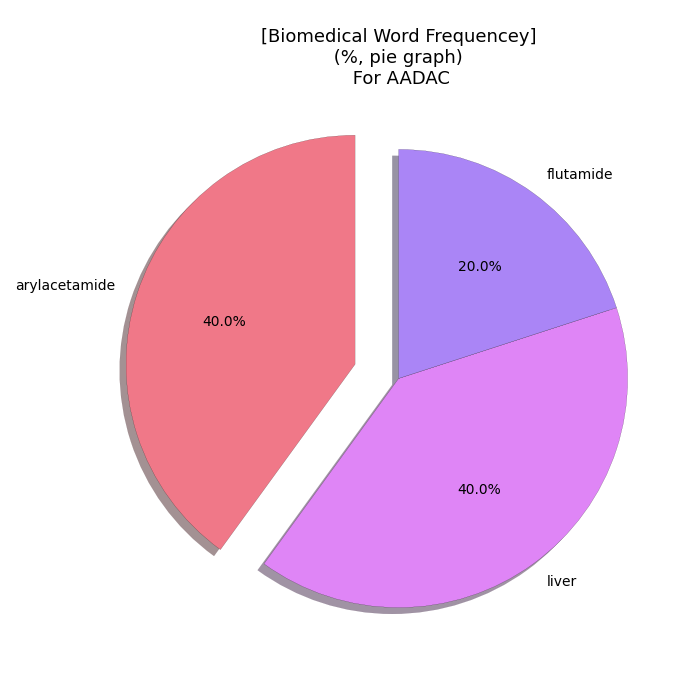 [Biomedical Word Frequencey]
(%, pie graph)
For AADAC
flutamide
20.0%
arylacetamide
40.0%
40.0%
liver